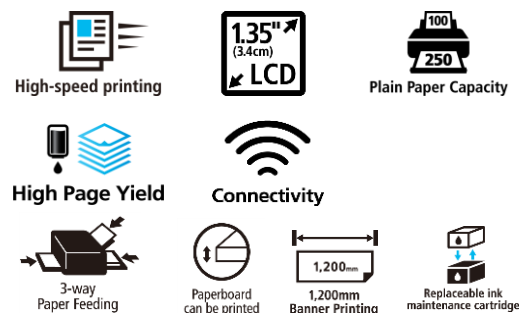 1.35"
(3.4cm)
LCD
100
250
High-speed printing
Plain Paper Capacity
High Page Yield
Connectivity
3-way
Paper Feeding
Paperboard
can be printed
1,200mm
1,200mm
Banner Printing
Replaceable ink
maintenance cartridge